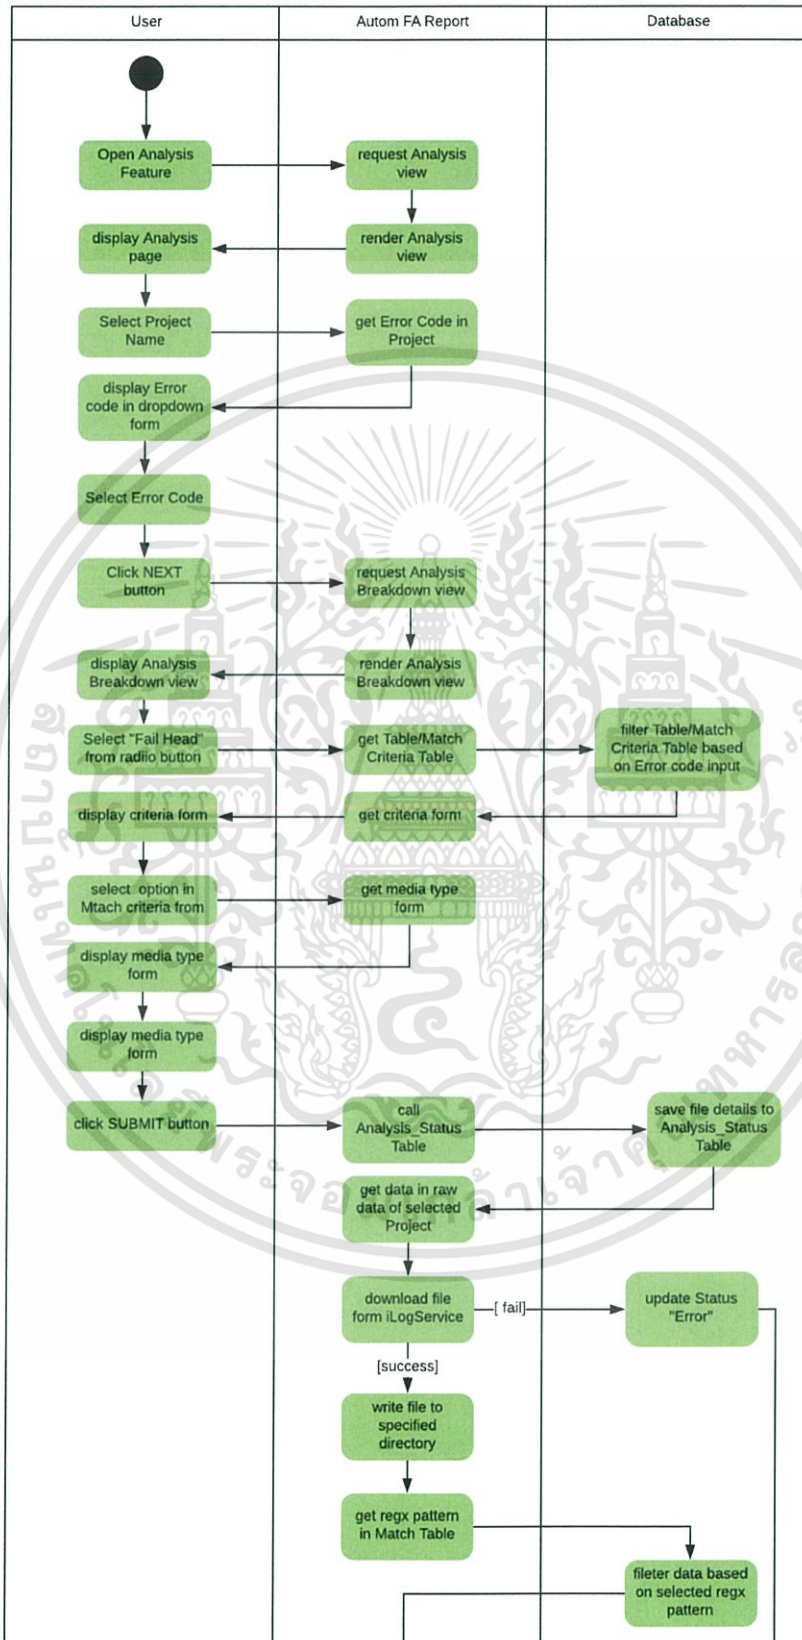 User
Autom FA Report
Database
Open Analysis
Feature
request Analysis
view
display Analysis
page
render Analysis
view
Select Project
Name
get Error Code in
Project
display Error
code in dropdown
form
Select Error Code
Click NEXT
button
request Analysis
Breakdown view
display Analysis
Breakdown view
render Analysis
Breakdown view
Select "Fail Head"
from radiio button
get Table/Match
Criteria Table
filter Table/Match
Criteria Table based
on Error code input
display criteria form
get criteria form
select option in
Mtach criteria from
get media type
form
display media type
form
display media type
form
click SUBMIT button
call
Analysis_Status
Table
save file details to
Analysis_Status
Table
get data in raw
data of selected
Project
download file
form iLogService
[ fail]
update Status
"Error"
[success]
write file to
specified
directory
get regx pattern
in Match Table
fileter data based
on selected regx
pattern